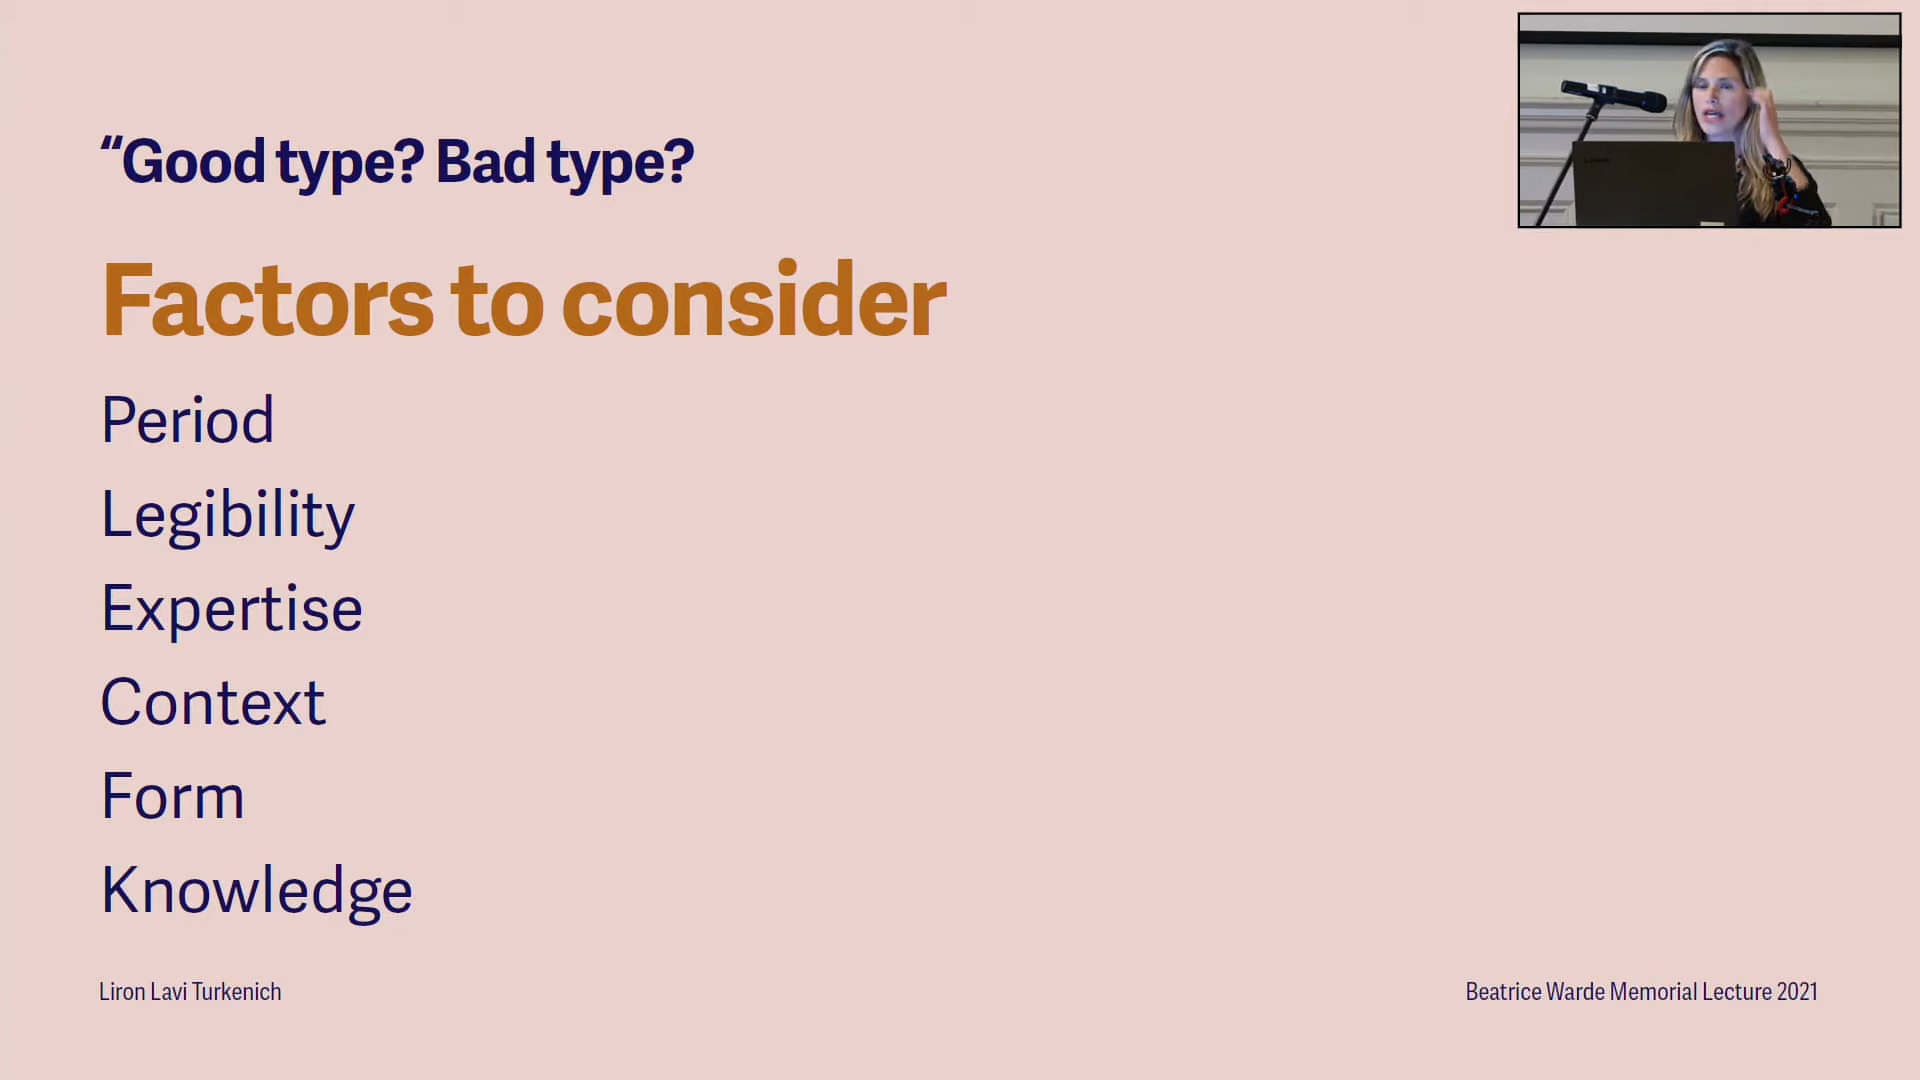 “Good type? Bad type?
Factors to consider
Period
Legibility
Expertise
Context
Form
Knowledge
Liron Lavi Turkenich
Beatrice Warde Memorial Lecture 2021